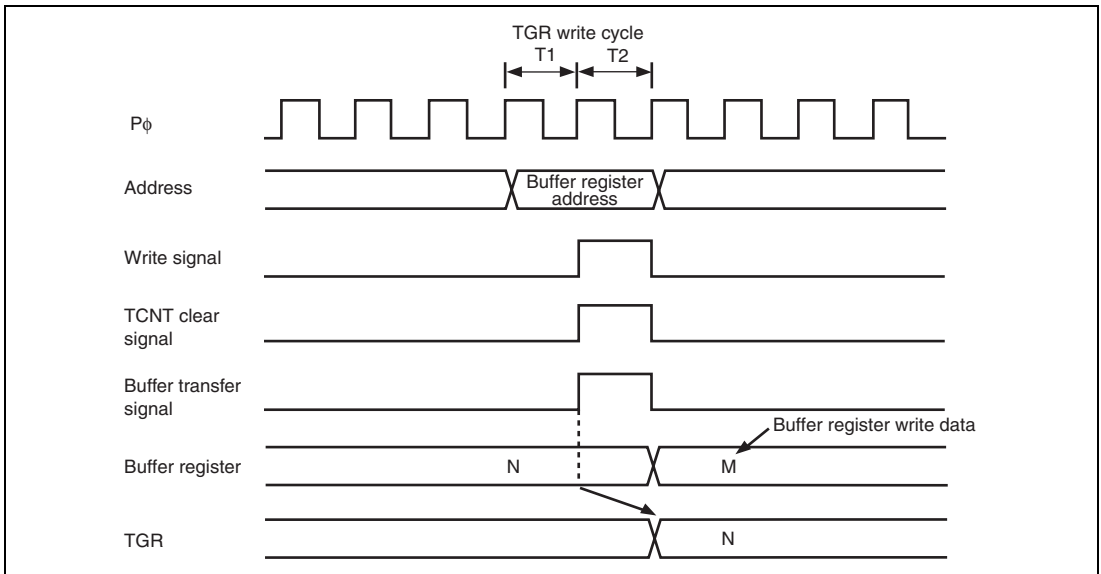 TGR write cycle
T1 T2
Pϕ
Address
Buffer register
address
Write signal
TCNT clear
signal
Buffer transfer
signal
Buffer register write data
Buffer register
N
M
TGR
N